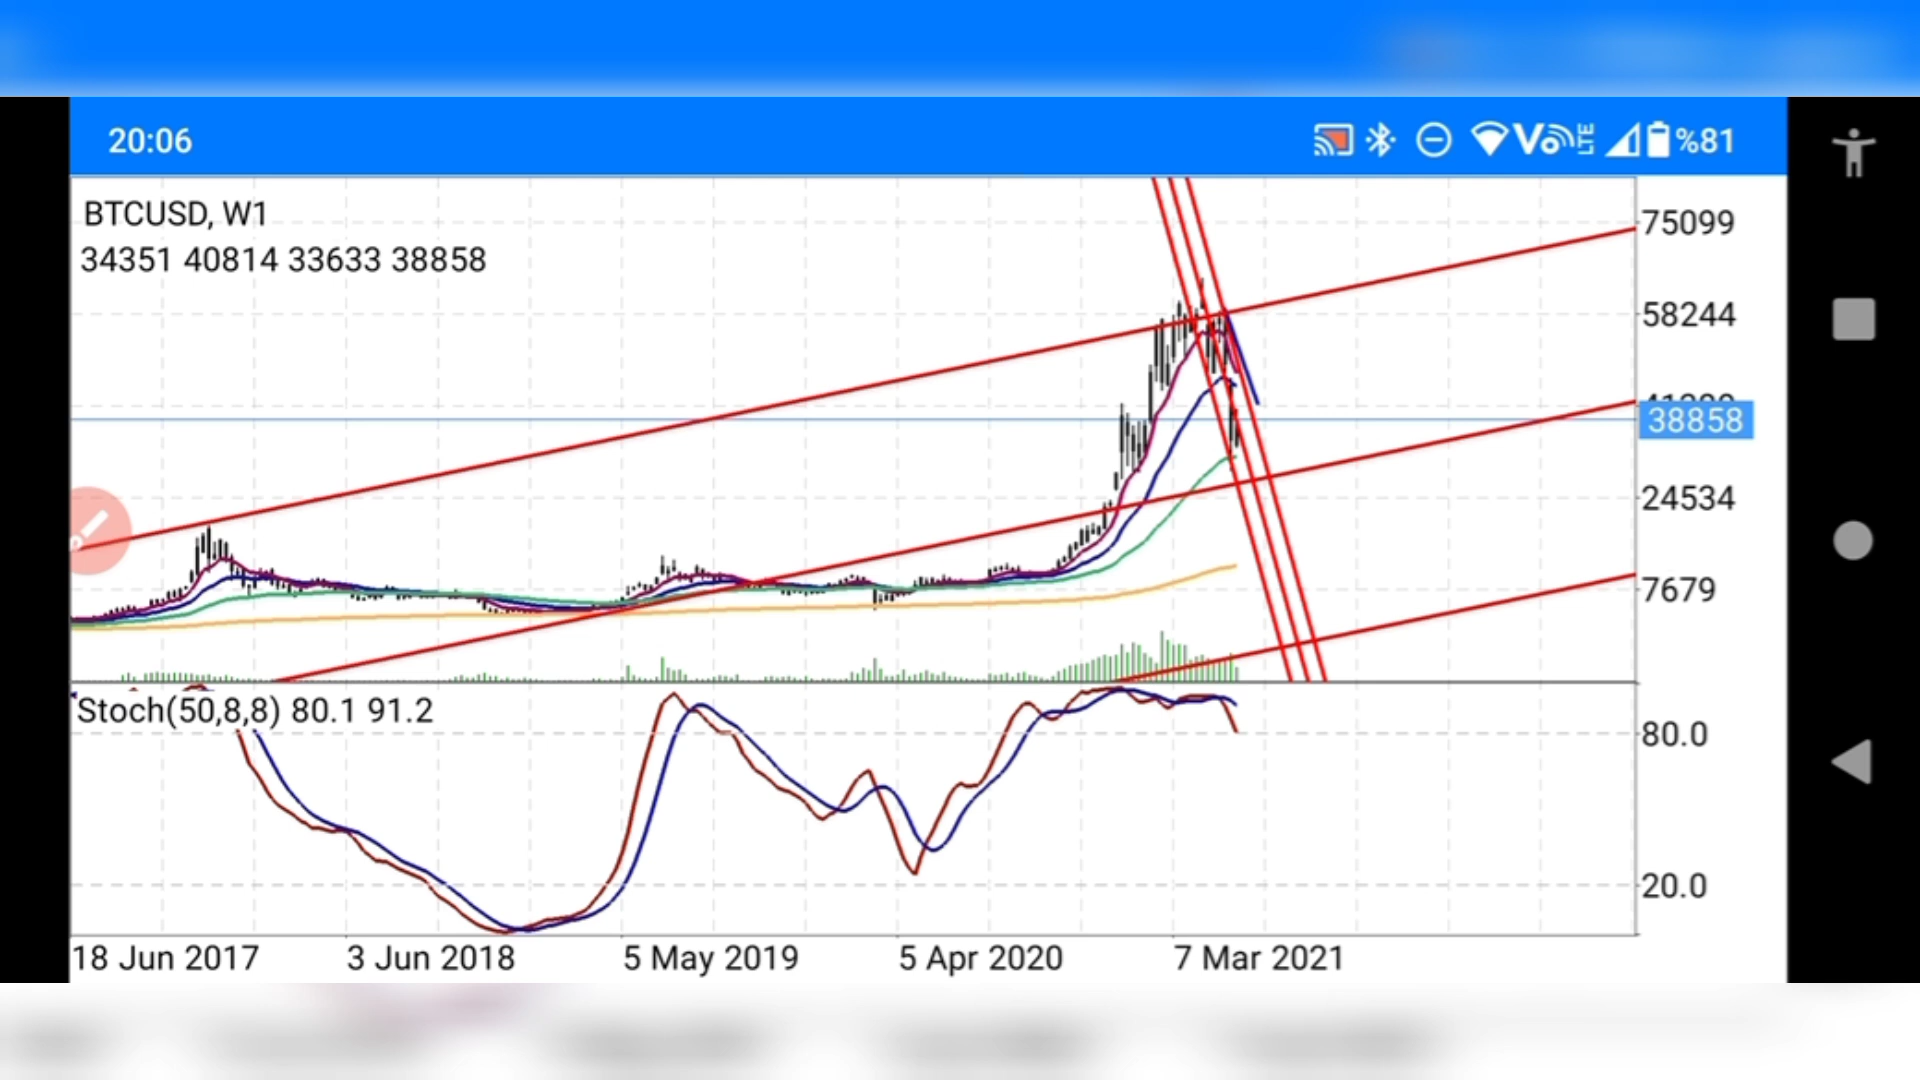 20:06 VoLTE %81
BTCUSD, W1
34351 40814 33633 38858
75099
58244
38858
24534
7679
Stoch(50,8,8) 80.1 91.2
80.0
20.0
18 Jun 2017 3 Jun 2018 5 May 2019 5 Apr 2020 7 Mar 2021